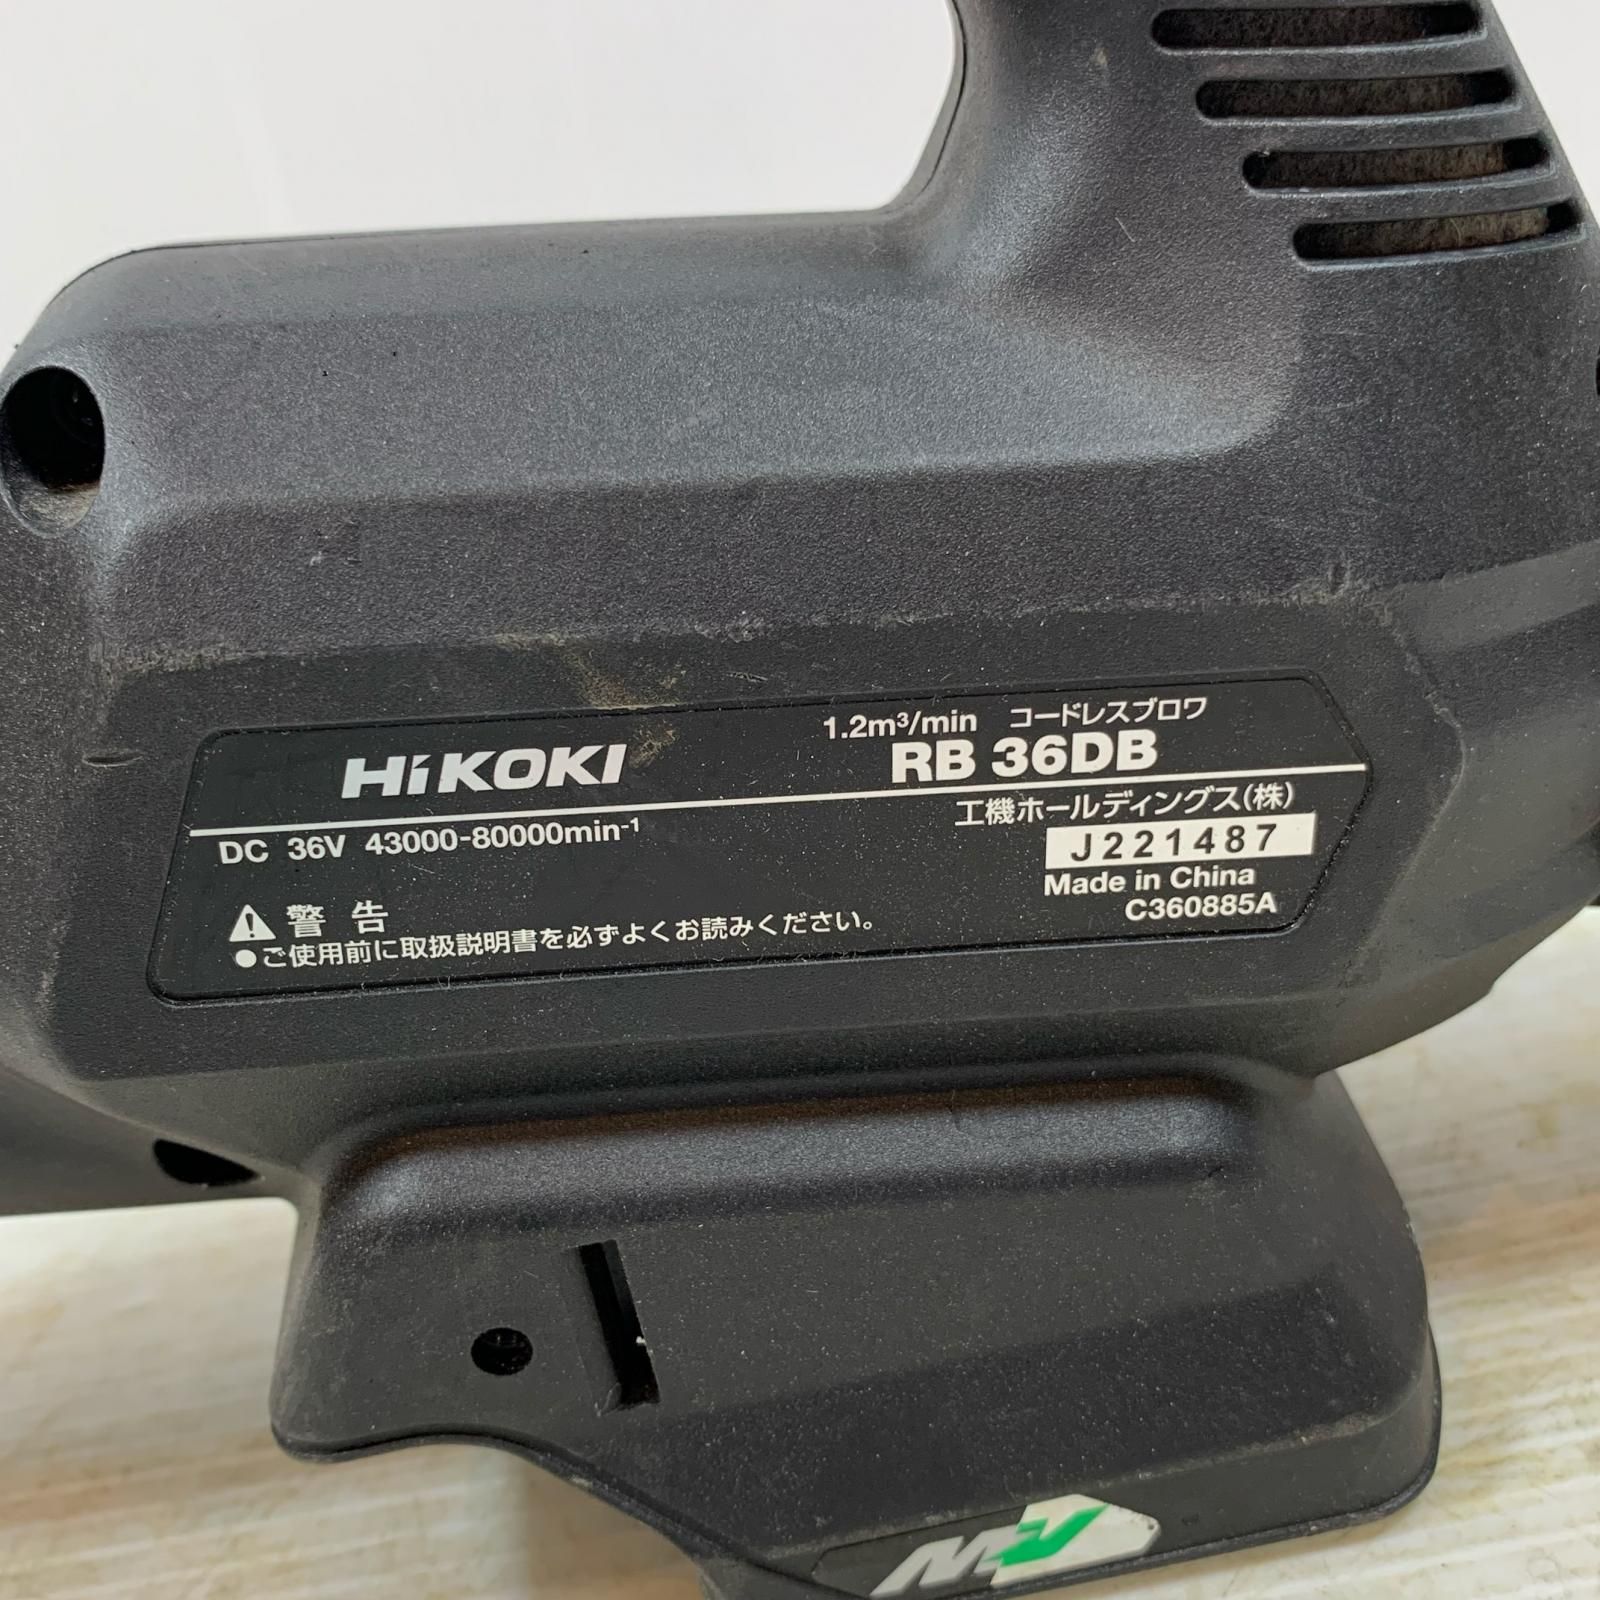 1.2m³/min コードレスブロワ
HiKOKI RB 36DB
DC 36V 43000-80000min⁻¹
工機ホールディングス(株)
J221487
Made in China
C360885A
警告
●ご使用前に取扱説明書を必ずよくお読みください。
MV